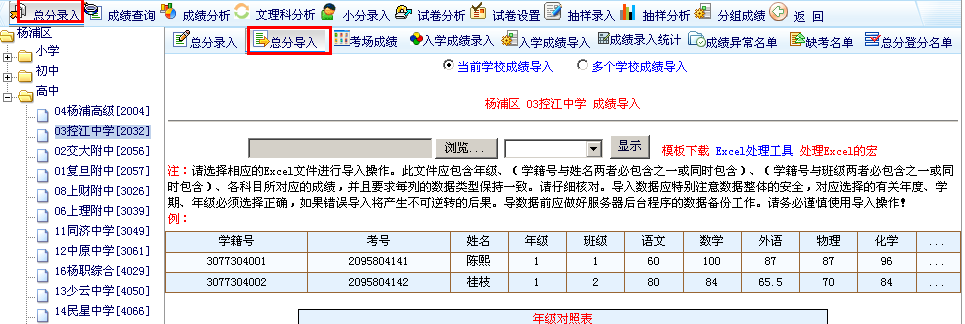 总分录入 成绩查询 成绩分析 文理科分析 小分录入 试卷分析 试卷设置 抽样录入 抽样分析 分组成绩 返 回
杨浦区
小学
初中
高中
04杨浦高级[2004]
03控江中学[2032]
02交大附中[2056]
01复旦附中[2057]
08上财附中[3026]
06上理附中[3039]
11同济中学[3049]
12中原中学[3061]
16杨职综合[4029]
13少云中学[4050]
14民星中学[4066]
总分录入 总分导入 考场成绩 入学成绩录入 入学成绩导入 成绩录入统计 成绩异常名单 缺考名单 总分登分名单
当前学校成绩导入 多个学校成绩导入
杨浦区 03控江中学 成绩导入
浏览... 显示 模板下载 Excel处理工具 处理Excel的宏
注：请选择相应的Excel文件进行导入操作。此文件应包含年级、（学籍号与姓名两者必包含之一或同时包含）、（学籍号与班级两者必包含之一或同
时包含）、各科目所对应的成绩，并且要求每列的数据类型保持一致。请仔细核对。导入数据应特别注意数据整体的安全，对应选择的有关年度、学
期、年级必须选择正确，如果错误导入将产生不可逆转的后果。导数据前应做好服务器后台程序的数据备份工作。请务必谨慎使用导入操作！
例：
学籍号 考号 姓名 年级 班级 语文 数学 外语 物理 化学 ...
3077304001 2095804141 陈熙 1 1 60 100 87 87 96 ...
3077304002 2095804142 桂枝 1 2 80 84 65.5 70 84 ...
年级对照表